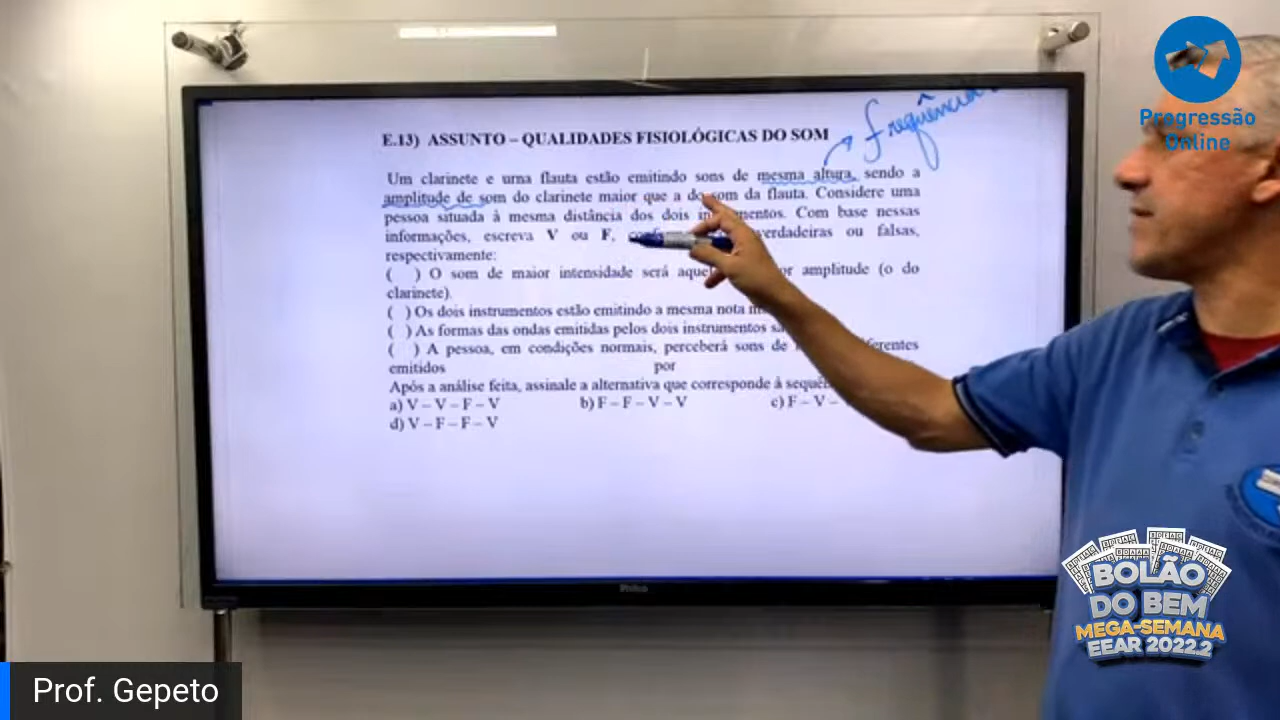 Progressão
Online
freqüência
E.13) ASSUNTO – QUALIDADES FISIOLÓGICAS DO SOM
Um clarinete e uma flauta estão emitindo sons de mesma altura, sendo a
amplitude de som do clarinete maior que a do som da flauta. Considere uma
pessoa situada à mesma distância dos dois instrumentos. Com base nessas
informações, escreva V ou F, verdadeiras ou falsas,
respectivamente:
( ) O som de maior intensidade será amplitude (o do
clarinete).
( ) Os dois instrumentos estão emitindo a mesma nota
( ) As formas das ondas emitidas pelos dois instrumentos
( ) A pessoa, em condições normais, perceberá sons de
emitidos por
Após a análise feita, assinale a alternativa que corresponde à
a) V – V – F – V b) F – F – V – V c) F – V –
d) V – F – F – V
Philco
BOLÃO
DO BEM
MEGA-SEMANA
EEAR 2022.2
Prof. Gepeto